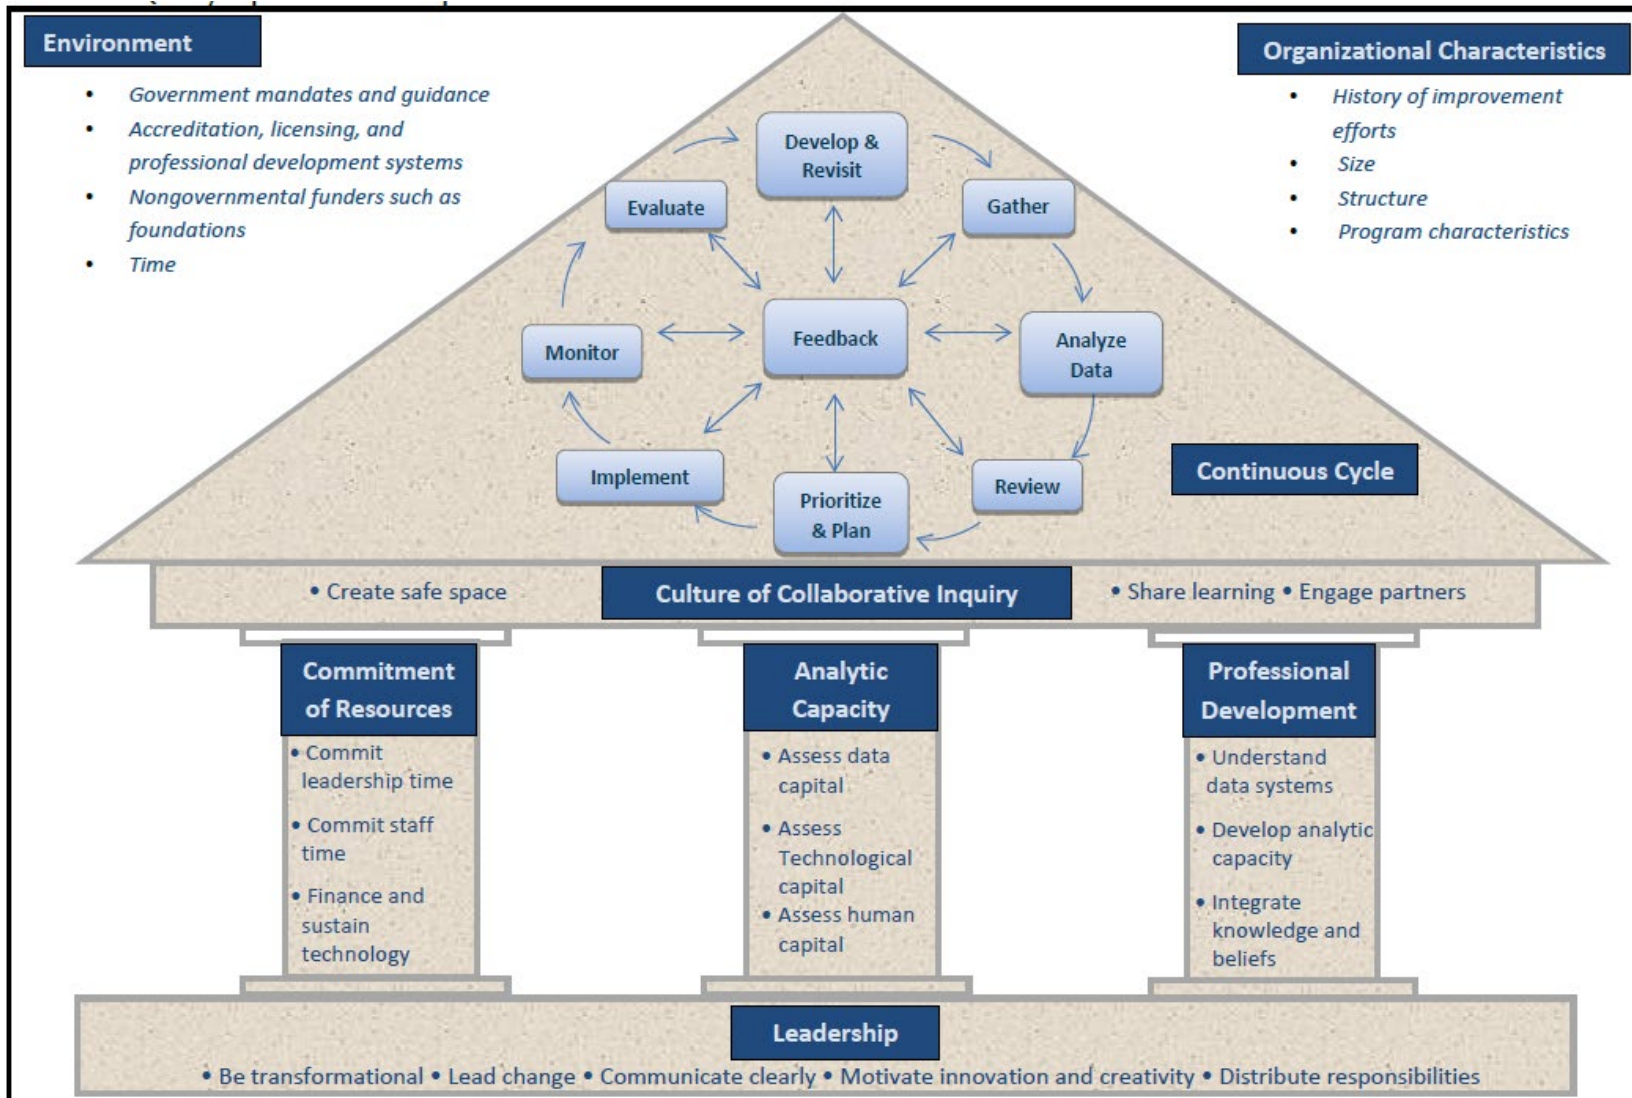 Environment
• Government mandates and guidance
• Accreditation, licensing, and
professional development systems
• Nongovernmental funders such as
foundations
• Time
Organizational Characteristics
• History of improvement
efforts
• Size
• Structure
• Program characteristics
Develop &
Revisit
Gather
Analyze
Data
Review
Prioritize
& Plan
Implement
Monitor
Evaluate
Feedback
Continuous Cycle
• Create safe space
Culture of Collaborative Inquiry
• Share learning • Engage partners
Commitment
of Resources
• Commit
leadership time
• Commit staff
time
• Finance and
sustain
technology
Analytic
Capacity
• Assess data
capital
• Assess
Technological
capital
• Assess human
capital
Professional
Development
• Understand
data systems
• Develop analytic
capacity
• Integrate
knowledge and
beliefs
Leadership
• Be transformational • Lead change • Communicate clearly • Motivate innovation and creativity • Distribute responsibilities